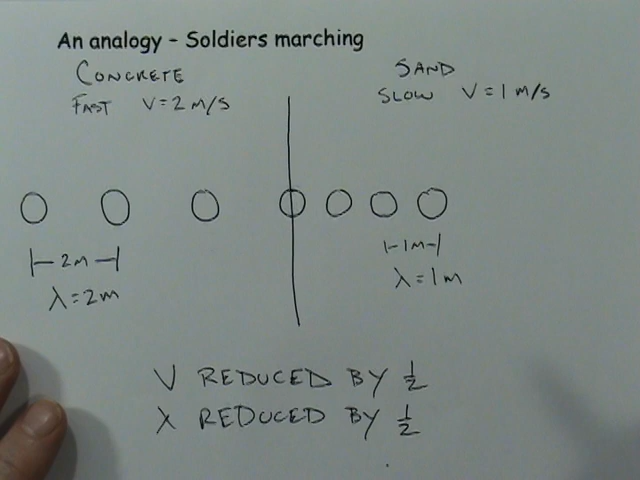 An analogy - Soldiers marching
CONCRETE
FAST V = 2 M/S
SAND
SLOW V = 1 M/S
|-2M-|
λ = 2M
|-1M-|
λ = 1M
V REDUCED BY 1/2
λ REDUCED BY 1/2